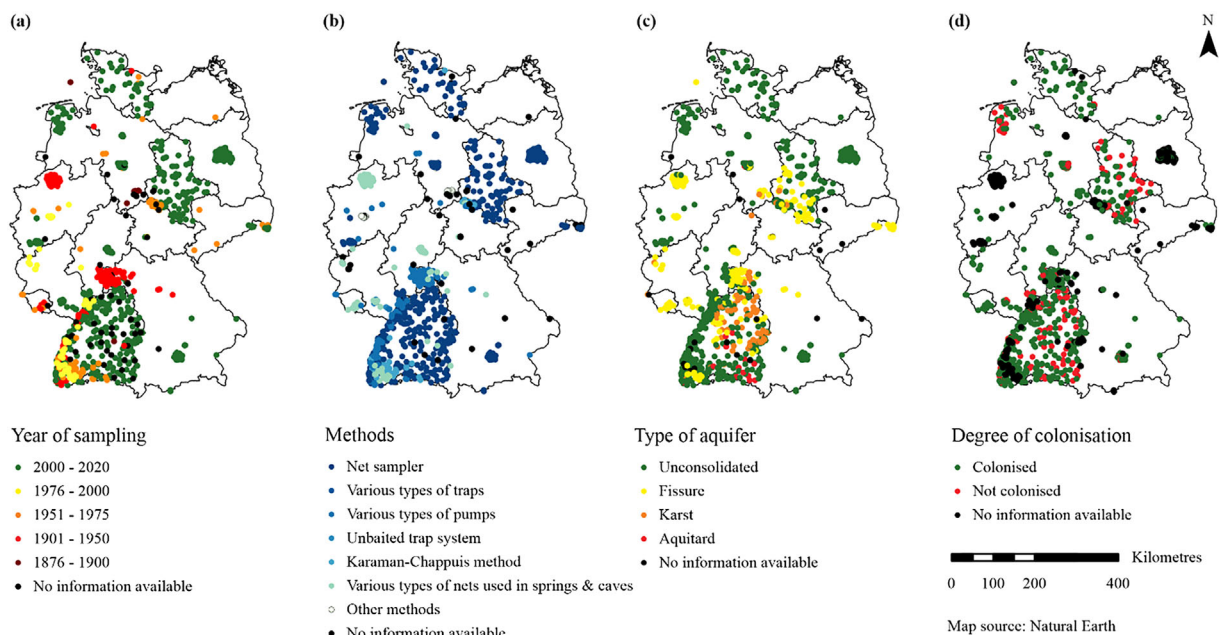 (a)
(b)
(c)
(d)
N
Year of sampling
2000 - 2020
1976 - 2000
1951 - 1975
1901 - 1950
1876 - 1900
No information available
Methods
Net sampler
Various types of traps
Various types of pumps
Unbaited trap system
Karaman-Chappuis method
Various types of nets used in springs & caves
Other methods
No information available
Type of aquifer
Unconsolidated
Fissure
Karst
Aquitard
No information available
Degree of colonisation
Colonised
Not colonised
No information available
Kilometres
0 100 200 400
Map source: Natural Earth